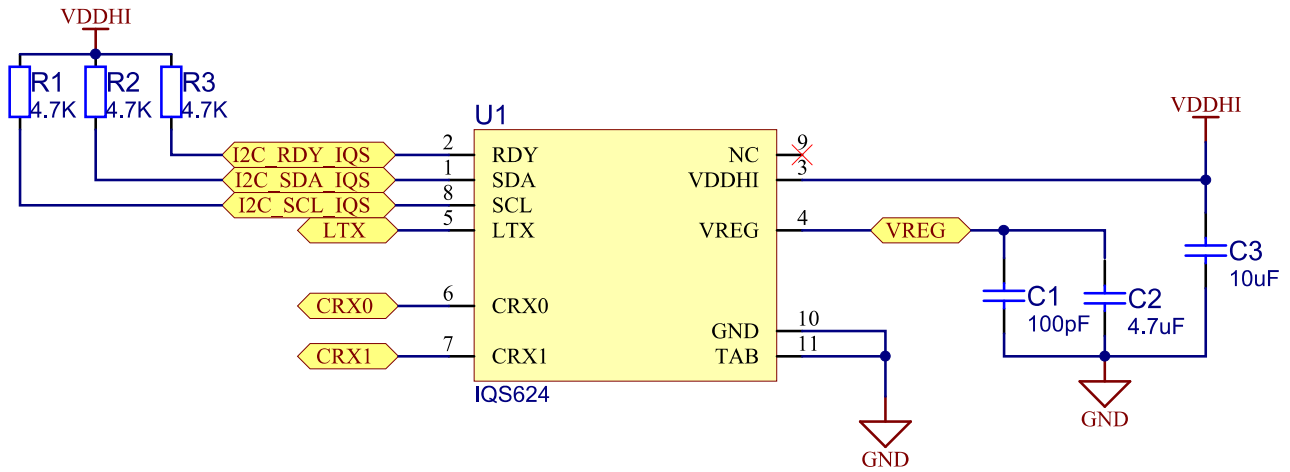 VDDHI
R1
4.7K
R2
4.7K
R3
4.7K
I2C_RDY_IQS
I2C_SDA_IQS
I2C_SCL_IQS
LTX
CRX0
CRX1
U1
2
1
8
5
6
7
RDY
SDA
SCL
LTX
CRX0
CRX1
NC
VDDHI
VREG
GND
TAB
9
3
4
10
11
IQS624
GND
VREG
C1
100pF
C2
4.7uF
GND
VDDHI
C3
10uF